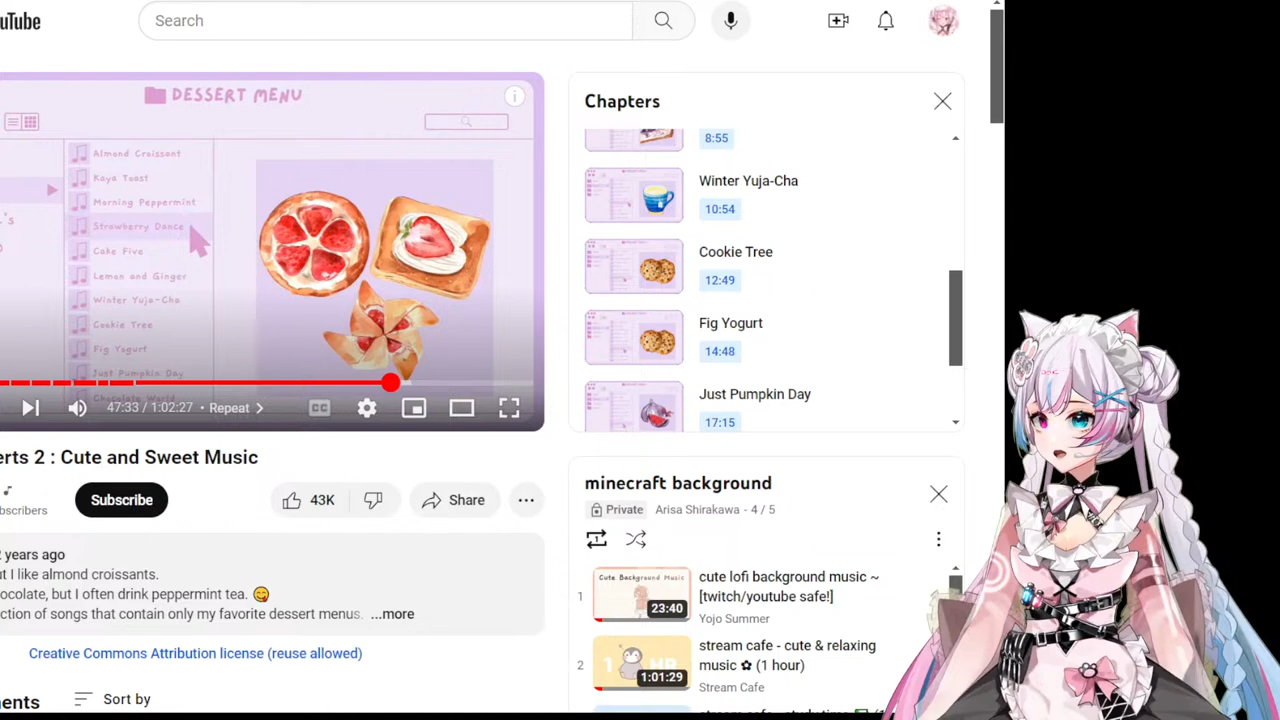 uTube
Search
DESSERT MENU
Almond Croissant
Kaya Toast
Morning Peppermint
Strawberry Dance
Cake Five
Lemon and Ginger
Winter Yuja-Cha
Cookie Tree
Fig Yogurt
Just Pumpkin Day
47:33 / 1:02:27 • Repeat
CC
erts 2 : Cute and Sweet Music
bscribers
Subscribe
43K
Share
2 years ago
ut I like almond croissants.
ocolate, but I often drink peppermint tea. 😋
ction of songs that contain only my favorite dessert menus. ...more
Creative Commons Attribution license (reuse allowed)
ents
Sort by
Chapters
8:55
Winter Yuja-Cha
10:54
Cookie Tree
12:49
Fig Yogurt
14:48
Just Pumpkin Day
17:15
minecraft background
Private Arisa Shirakawa - 4 / 5
1
Cute Background Music
23:40
cute lofi background music ~
[twitch/youtube safe!]
Yojo Summer
2
1:01:29
stream cafe - cute & relaxing
music ✿ (1 hour)
Stream Cafe